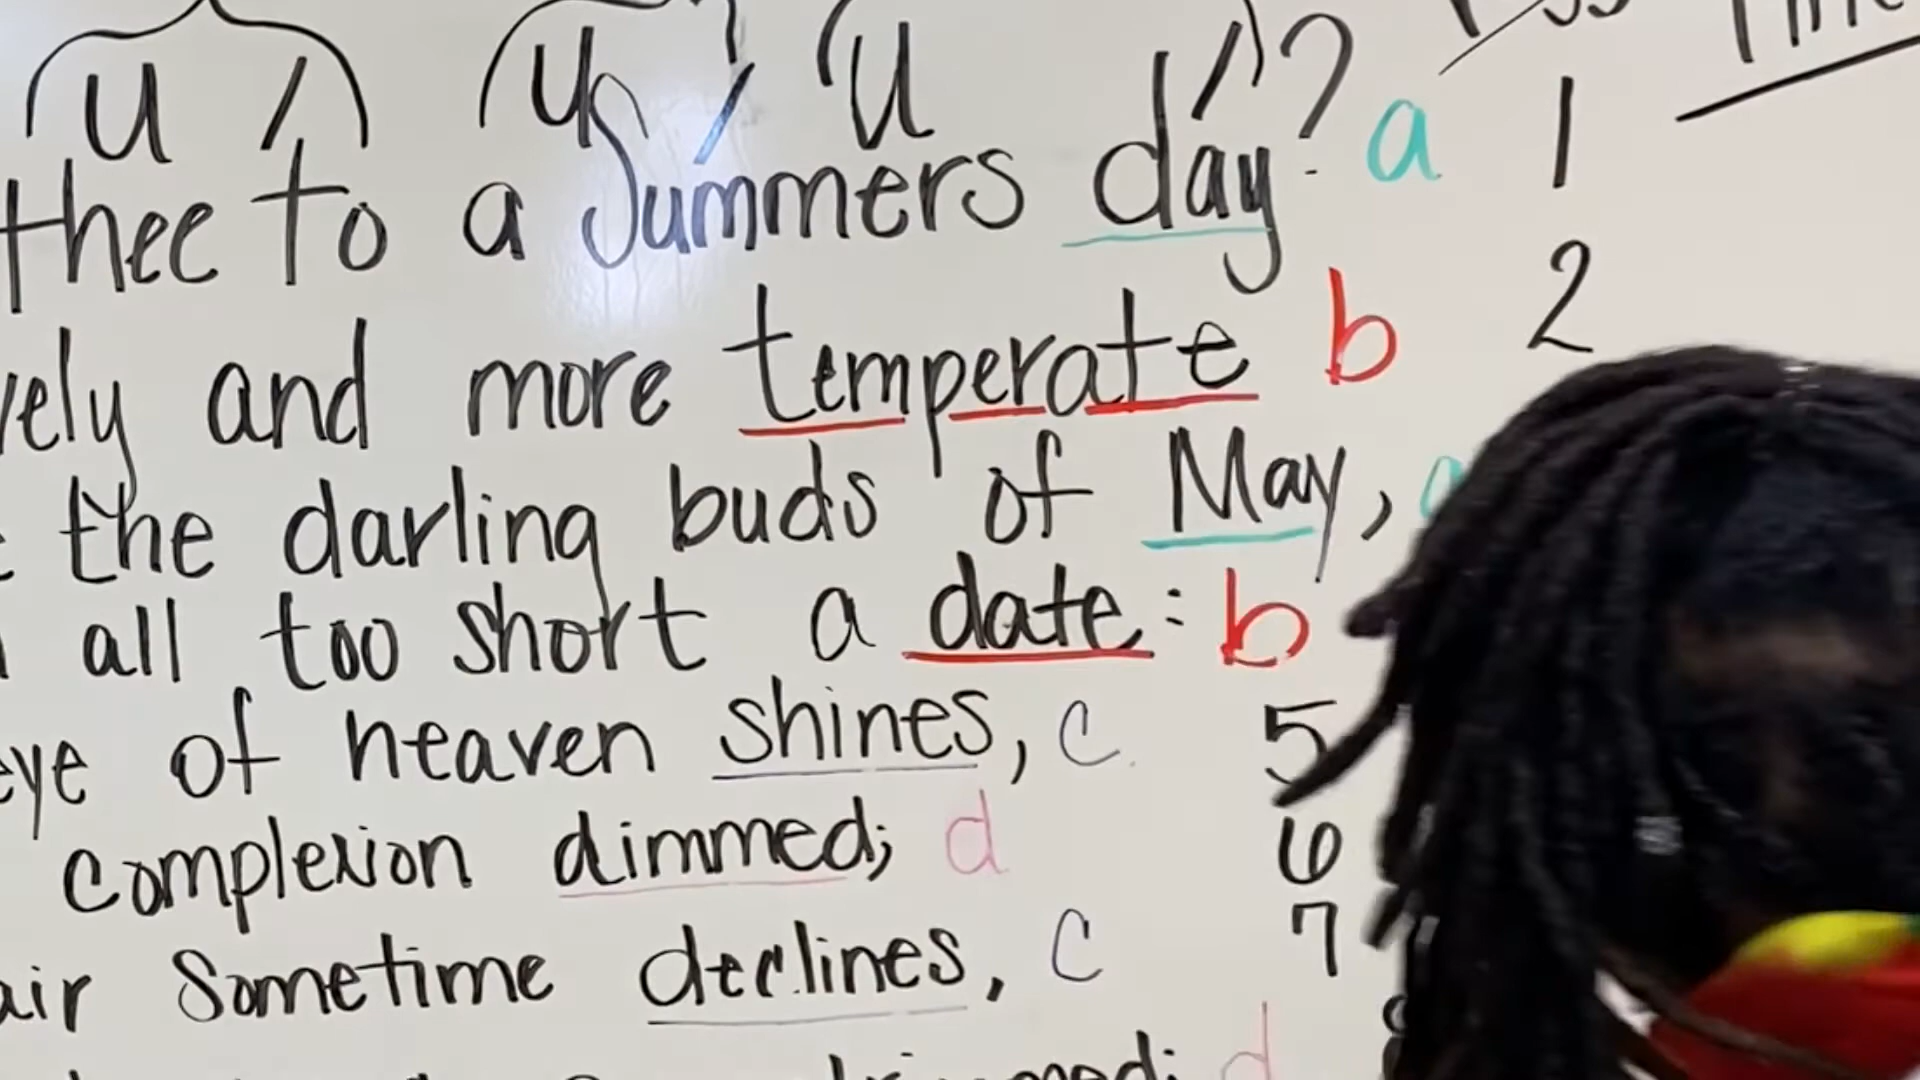 u / u / u /
thee to a Summers day? a 1
2
vely and more temperate b
the darling buds of May, a
all too short a date: b
eye of heaven shines, c 5
complexion dimmed; d 6
air Sometime declines, c 7
d